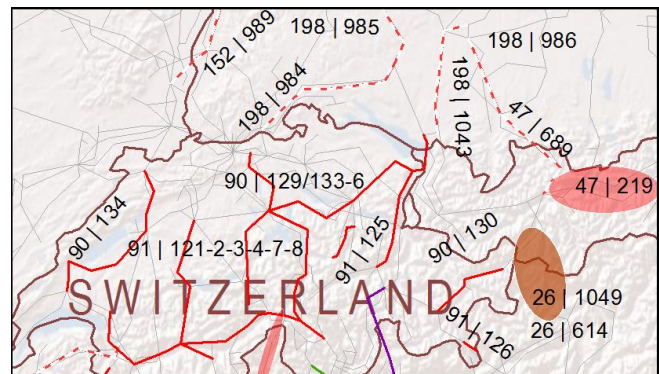 152 | 989
198 | 985
198 | 986
198 | 984
198 | 1043
47 | 689
90 | 129/133-6
47 | 219
90 | 134
91 | 121-2-3-4-7-8
91 | 125
90 | 130
SWITZERLAND
26 | 1049
91 | 126
26 | 614